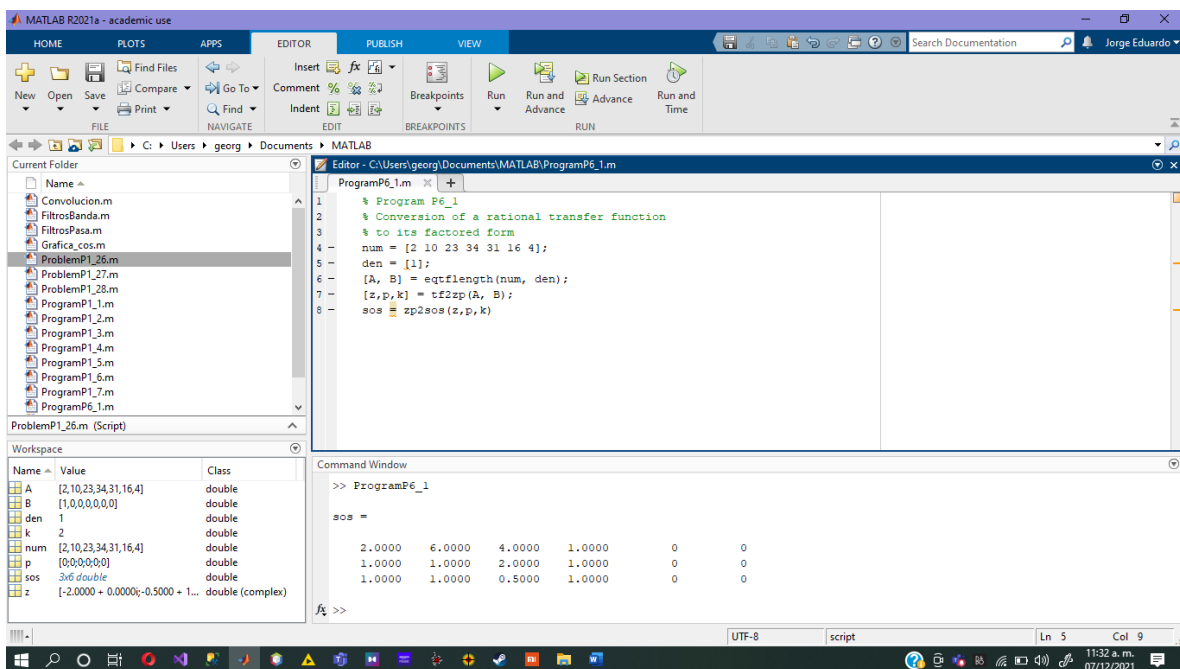 MATLAB R2021a - academic use
HOME PLOTS APPS EDITOR PUBLISH VIEW
Search Documentation
Jorge Eduardo
New Open Save
Find Files
Compare
Print
FILE
Go To
Find
NAVIGATE
Insert fx
Comment %
Indent
EDIT
Breakpoints
BREAKPOINTS
Run
Run and Advance
Run Section
Advance
Run and Time
RUN
C: Users georg Documents MATLAB
Current Folder
Name
Convolucion.m
FiltrosBanda.m
FiltrosPasa.m
Grafica_cos.m
ProblemP1_26.m
ProblemP1_27.m
ProblemP1_28.m
ProgramP1_1.m
ProgramP1_2.m
ProgramP1_3.m
ProgramP1_4.m
ProgramP1_5.m
ProgramP1_6.m
ProgramP1_7.m
ProgramP6_1.m
ProblemP1_26.m (Script)
Workspace
Name Value Class
A [2,10,23,34,31,16,4] double
B [1,0,0,0,0,0,0] double
den 1 double
k 2 double
num [2,10,23,34,31,16,4] double
p [0;0;0;0;0;0] double
sos 3x6 double double
z [-2.0000 + 0.0000i;-0.5000 + 1... double (complex)
Editor - C:\Users\georg\Documents\MATLAB\ProgramP6_1.m
ProgramP6_1.m
1 % Program P6_1
2 % Conversion of a rational transfer function
3 % to its factored form
4 - num = [2 10 23 34 31 16 4];
5 - den = [1];
6 - [A, B] = eqtflength(num, den);
7 - [z,p,k] = tf2zp(A, B);
8 - sos = zp2sos(z,p,k)
Command Window
>> ProgramP6_1
sos =
2.0000 6.0000 4.0000 1.0000 0 0
1.0000 1.0000 2.0000 1.0000 0 0
1.0000 1.0000 0.5000 1.0000 0 0
fx >>
UTF-8 script Ln 5 Col 9
11:32 a. m.
07/12/2021